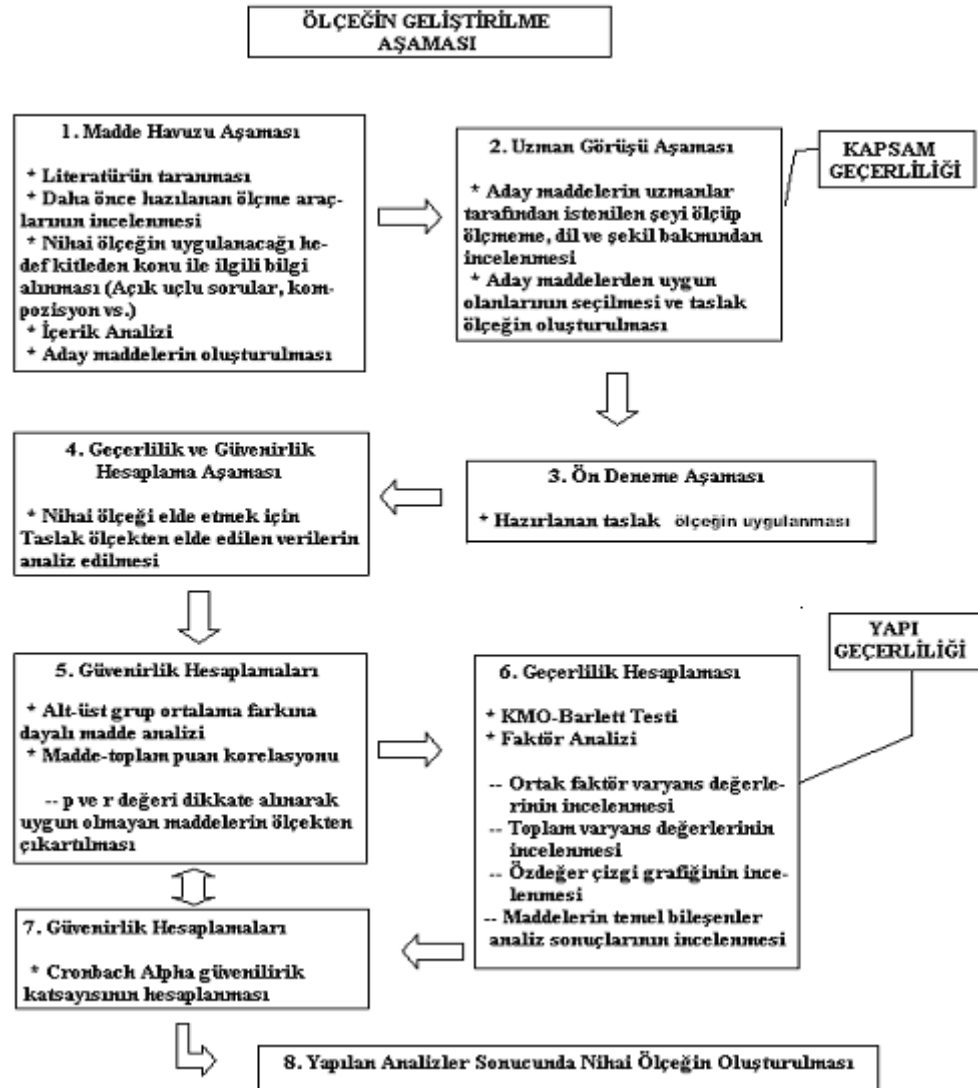 ÖLÇEĞİN GELİŞTİRİLME
AŞAMASI
1. Madde Havuzu Aşaması
* Literatürün taranması
* Daha önce hazılanan ölçme araç-
larının incelenmesi
* Nihai ölçeğin uygulanacağı he-
def kitleden konu ile ilgili bilgi
alınması (Açık uçlu sorular, kom-
pozisyon vs.)
* İçerik Analizi
* Aday maddelerin oluşturulması
2. Uzman Görüşü Aşaması
* Aday maddelerin uzmanlar
tarafından istenilen şeyi ölçüp
ölçmeme, dil ve şekil bakmından
incelenmesi
* Aday maddelerden uygun
olanlarının seçilmesi ve taslak
ölçeğin oluşturulması
KAPSAM
GEÇERLİLİĞİ
3. Ön Deneme Aşaması
* Hazırlanan taslak ölçeğin uygulanması
4. Geçerlilik ve Güvenirlik
Hesaplama Aşaması
* Nihai ölçeği elde etmek için
Taslak ölçekten elde edilen verilerin
analiz edilmesi
5. Güvenirlik Hesaplamaları
* Alt-üst grup ortalama farkına
dayalı madde analizi
* Madde-toplam puan korelasyonu
-- p ve r değeri dikkate alınarak
uygun olmayan maddelerin ölçekten
çıkartılması
6. Geçerlilik Hesaplaması
* KMO-Barlett Testi
* Faktör Analizi
-- Ortak faktör varyans değerle-
rinin incelenmesi
-- Toplam varyans değerlerinin
incelenmesi
-- Özdeğer çizgi grafiğinin ince-
lenmesi
-- Maddelerin temel bileşenler
analiz sonuçlarının incelenmesi
YAPI
GEÇERLİLİĞİ
7. Güvenirlik Hesaplamaları
* Cronbach Alpha güvenilirik
katsayısının hesaplanması
8. Yapılan Analizler Sonucunda Nihai Ölçeğin Oluşturulması